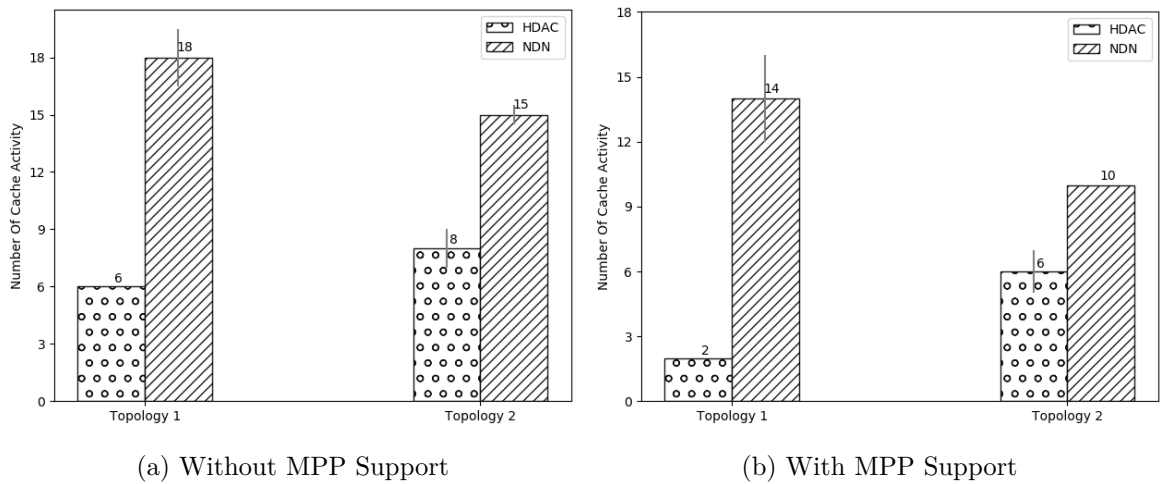 HDAC
NDN
Number Of Cache Activity
18
15
12
9
6
3
0
6
18
8
15
Topology 1
Topology 2
(a) Without MPP Support
HDAC
NDN
Number Of Cache Activity
18
15
12
9
6
3
0
2
14
6
10
Topology 1
Topology 2
(b) With MPP Support